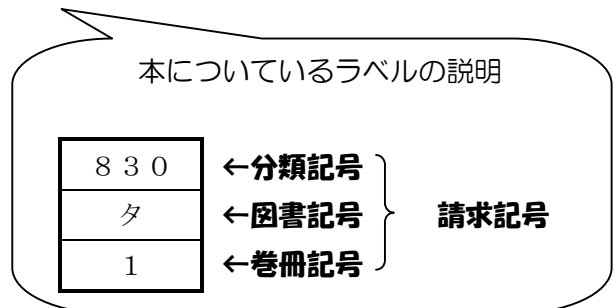 本についているラベルの説明
８３０ ←分類記号
タ ←図書記号 請求記号
１ ←巻冊記号